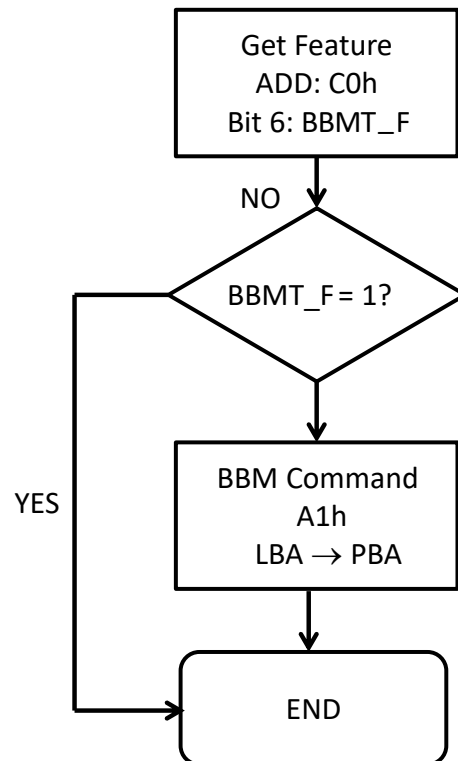 Get Feature
ADD: C0h
Bit 6: BBMT_F
NO
BBMT_F = 1?
BBM Command
A1h
LBA → PBA
YES
END